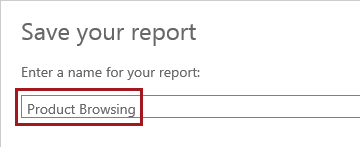 Save your report
Enter a name for your report:
Product Browsing